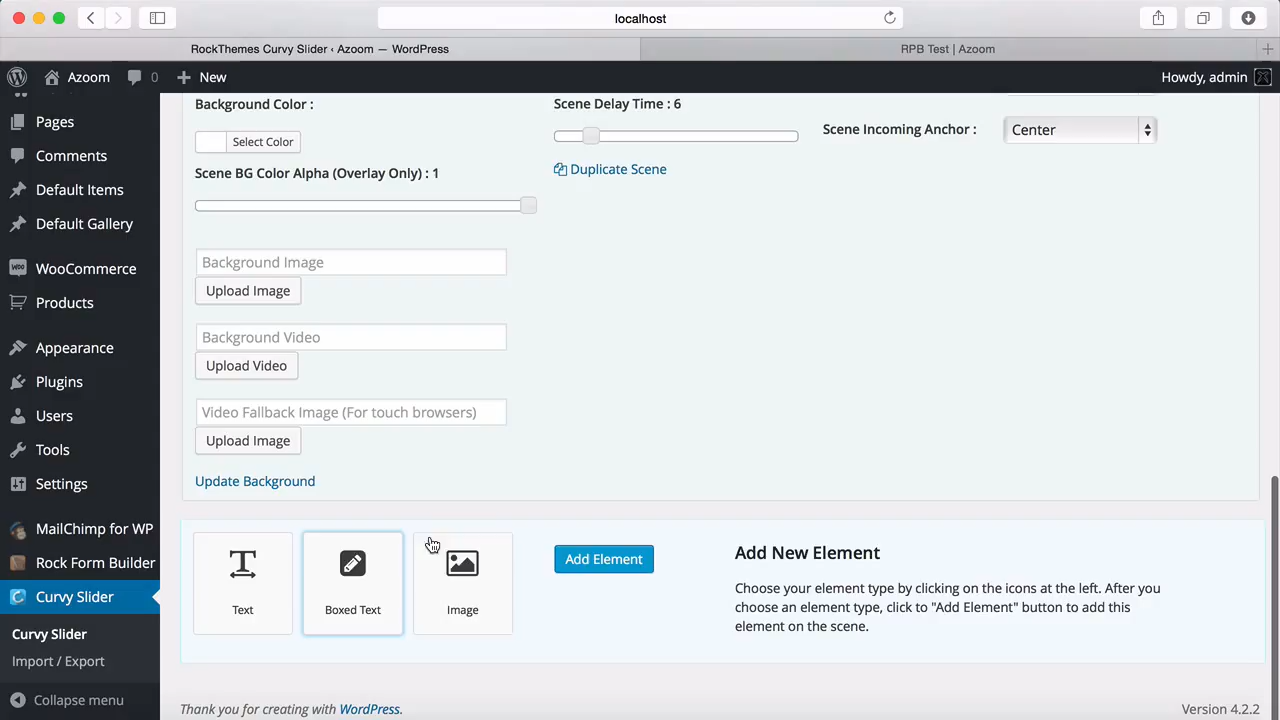 localhost
RockThemes Curvy Slider ‹ Azoom — WordPress
RPB Test | Azoom
Azoom
0
New
Howdy, admin
Pages
Comments
Default Items
Default Gallery
WooCommerce
Products
Appearance
Plugins
Users
Tools
Settings
MailChimp for WP
Rock Form Builder
Curvy Slider
Curvy Slider
Import / Export
Collapse menu
Background Color :
Select Color
Scene BG Color Alpha (Overlay Only) : 1
Scene Delay Time : 6
Duplicate Scene
Scene Incoming Anchor :
Center
Background Image
Upload Image
Background Video
Upload Video
Video Fallback Image (For touch browsers)
Upload Image
Update Background
Text
Boxed Text
Image
Add Element
Add New Element
Choose your element type by clicking on the icons at the left. After you
choose an element type, click to "Add Element" button to add this
element on the scene.
Thank you for creating with WordPress.
Version 4.2.2